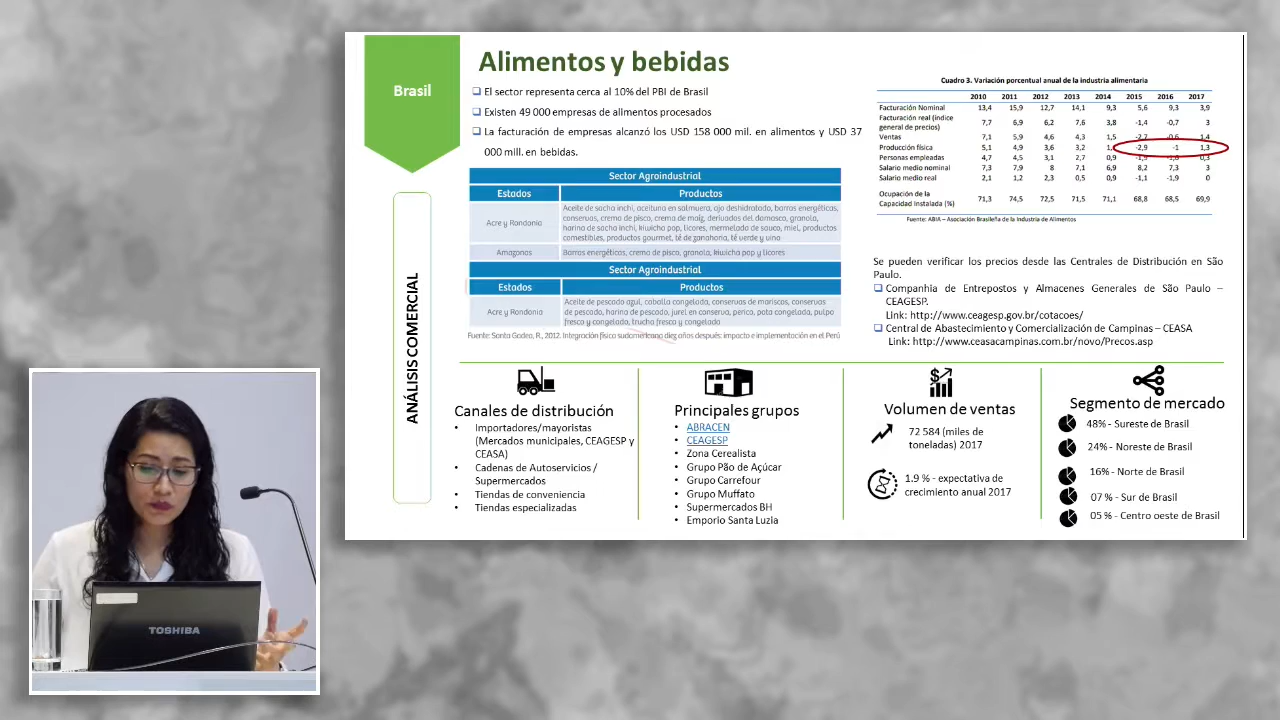 Brasil
Alimentos y bebidas
El sector representa cerca al 10% del PBI de Brasil
Existen 49 000 empresas de alimentos procesados
La facturación de empresas alcanzó los USD 158 000 mil. en alimentos y USD 37
000 mill. en bebidas.
Sector Agroindustrial
Estados Productos
Acre y Rondonia
Aceite de sacha inchi, aceituna en salmuera, ajo deshidratado, barras energéticas,
conservas, crema de pisco, crema de maíz, derivados del damasco, granola,
harina de sacha inchi, kiwicha pop, licores, mermelada de sauco, miel, productos
comestibles, productos gourmet, té de zanahoria, té verde y vino
Amazonas Barras energéticas, crema de pisco, granola, kiwicha pop y licores
Sector Agroindustrial
Estados Productos
Acre y Rondonia
Aceite de pescado azul, caballa congelada, conservas de mariscos, conservas
de pescado, harina de pescado, jurel en conserva, perico, pota congelada, pulpo
fresco y congelado, trucha fresco y congelado
Fuente: Santa Gadea, R., 2012. Integración física sudamericana diez años después: impacto e implementación en el Perú
Cuadro 3. Variación porcentual anual de la industria alimentaria
2010 2011 2012 2013 2014 2015 2016 2017
Facturación Nominal 13,4 15,9 12,7 14,1 9,3 5,6 9,3 3,9
Facturación real (índice
general de precios) 7,7 6,9 6,2 7,6 3,8 -1,4 -0,7 3
Ventas 7,1 5,9 4,6 4,3 1,5 -2,7 -0,6 1,4
Producción física 5,1 4,9 3,6 3,2 -2,9 -1 1,3
Personas empleadas 4,7 4,5 3,1 2,7 0,9 0,3
Salario medio nominal 7,3 7,9 8 7,1 6,9 8,2 7,3 3
Salario medio real 2,1 1,2 2,3 0,5 0,9 -1,1 -1,9 0
Ocupación de la
Capacidad Instalada (%) 71,3 74,5 72,5 71,5 71,1 68,8 68,5 69,9
Fuente: ABIA – Asociación Brasileña de la Industria de Alimentos
Se pueden verificar los precios desde las Centrales de Distribución en São
Paulo.
Companhia de Entrepostos y Almacenes Generales de São Paulo –
CEAGESP.
Link: http://www.ceagesp.gov.br/cotacoes/
Central de Abastecimiento y Comercialización de Campinas – CEASA
Link: http://www.ceasacampinas.com.br/novo/Precos.asp
ANÁLISIS COMERCIAL
Canales de distribución
• Importadores/mayoristas
(Mercados municipales, CEAGESP y
CEASA)
• Cadenas de Autoservicios /
Supermercados
• Tiendas de conveniencia
• Tiendas especializadas
Principales grupos
• ABRACEN
• CEAGESP
• Zona Cerealista
• Grupo Pão de Açúcar
• Grupo Carrefour
• Grupo Muffato
• Supermercados BH
• Emporio Santa Luzia
Volumen de ventas
72 584 (miles de
toneladas) 2017
1.9 % - expectativa de
crecimiento anual 2017
Segmento de mercado
48% - Sureste de Brasil
24% - Noreste de Brasil
16% - Norte de Brasil
07 % - Sur de Brasil
05 % - Centro oeste de Brasil
TOSHIBA